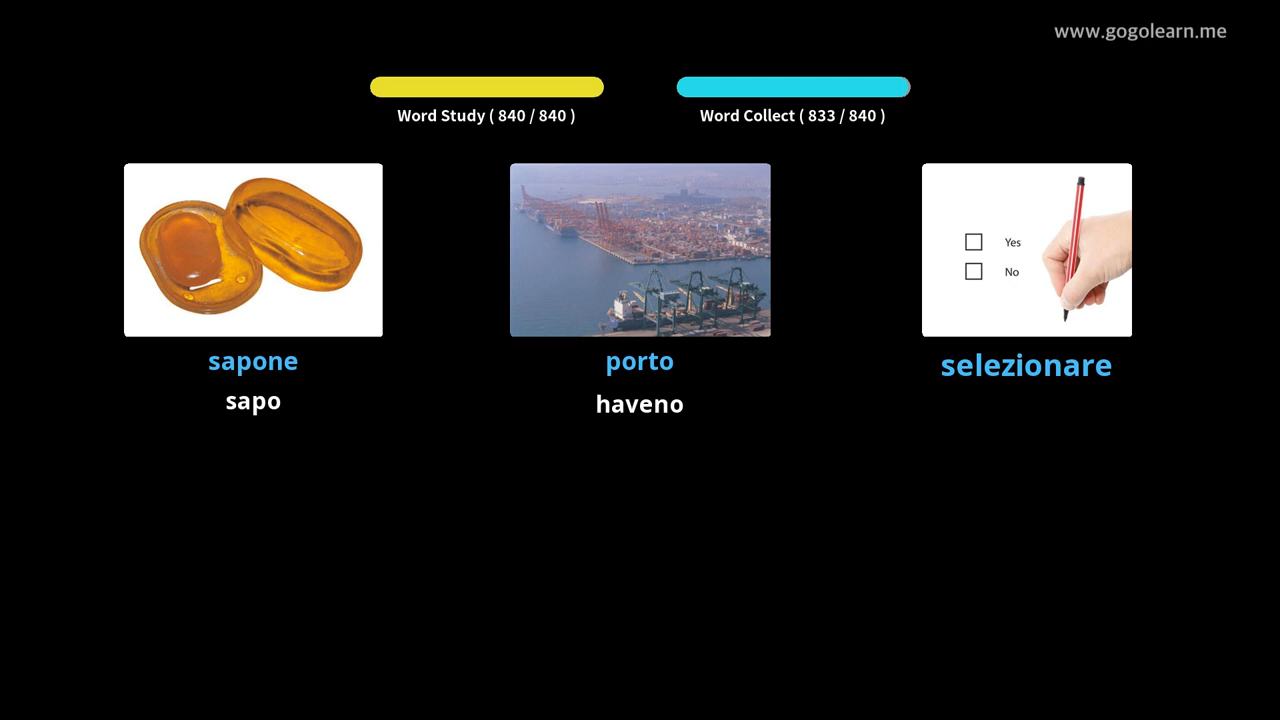 www.gogolearn.me
Word Study ( 840 / 840 )
Word Collect ( 833 / 840 )
Yes
No
sapone
porto
selezionare
sapo
haveno